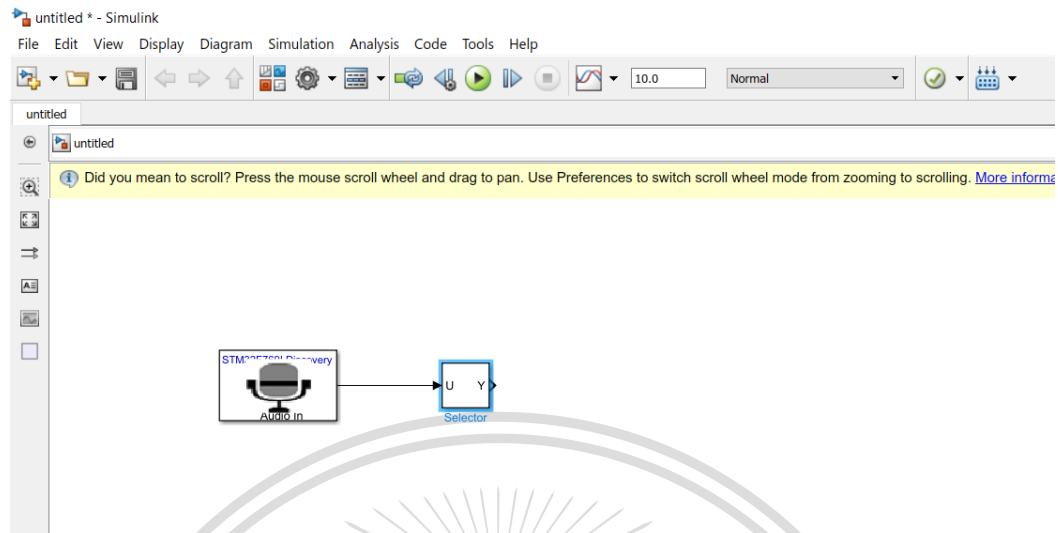 untitled * - Simulink
File Edit View Display Diagram Simulation Analysis Code Tools Help
10.0 Normal
untitled
untitled
Did you mean to scroll? Press the mouse scroll wheel and drag to pan. Use Preferences to switch scroll wheel mode from zooming to scrolling. More informa
Audio In
U Y
Selector